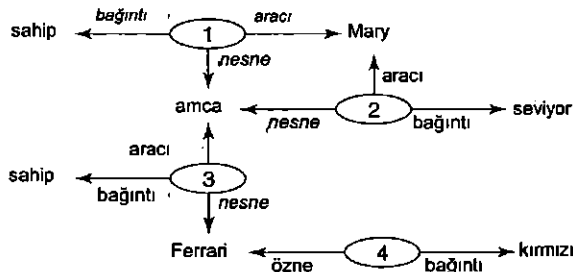 sahip bağıntı 1 aracı Mary
nesne
aracı
amca nesne 2 bağıntı seviyor
aracı
sahip bağıntı 3 nesne
Ferrari özne 4 bağıntı kırmızı